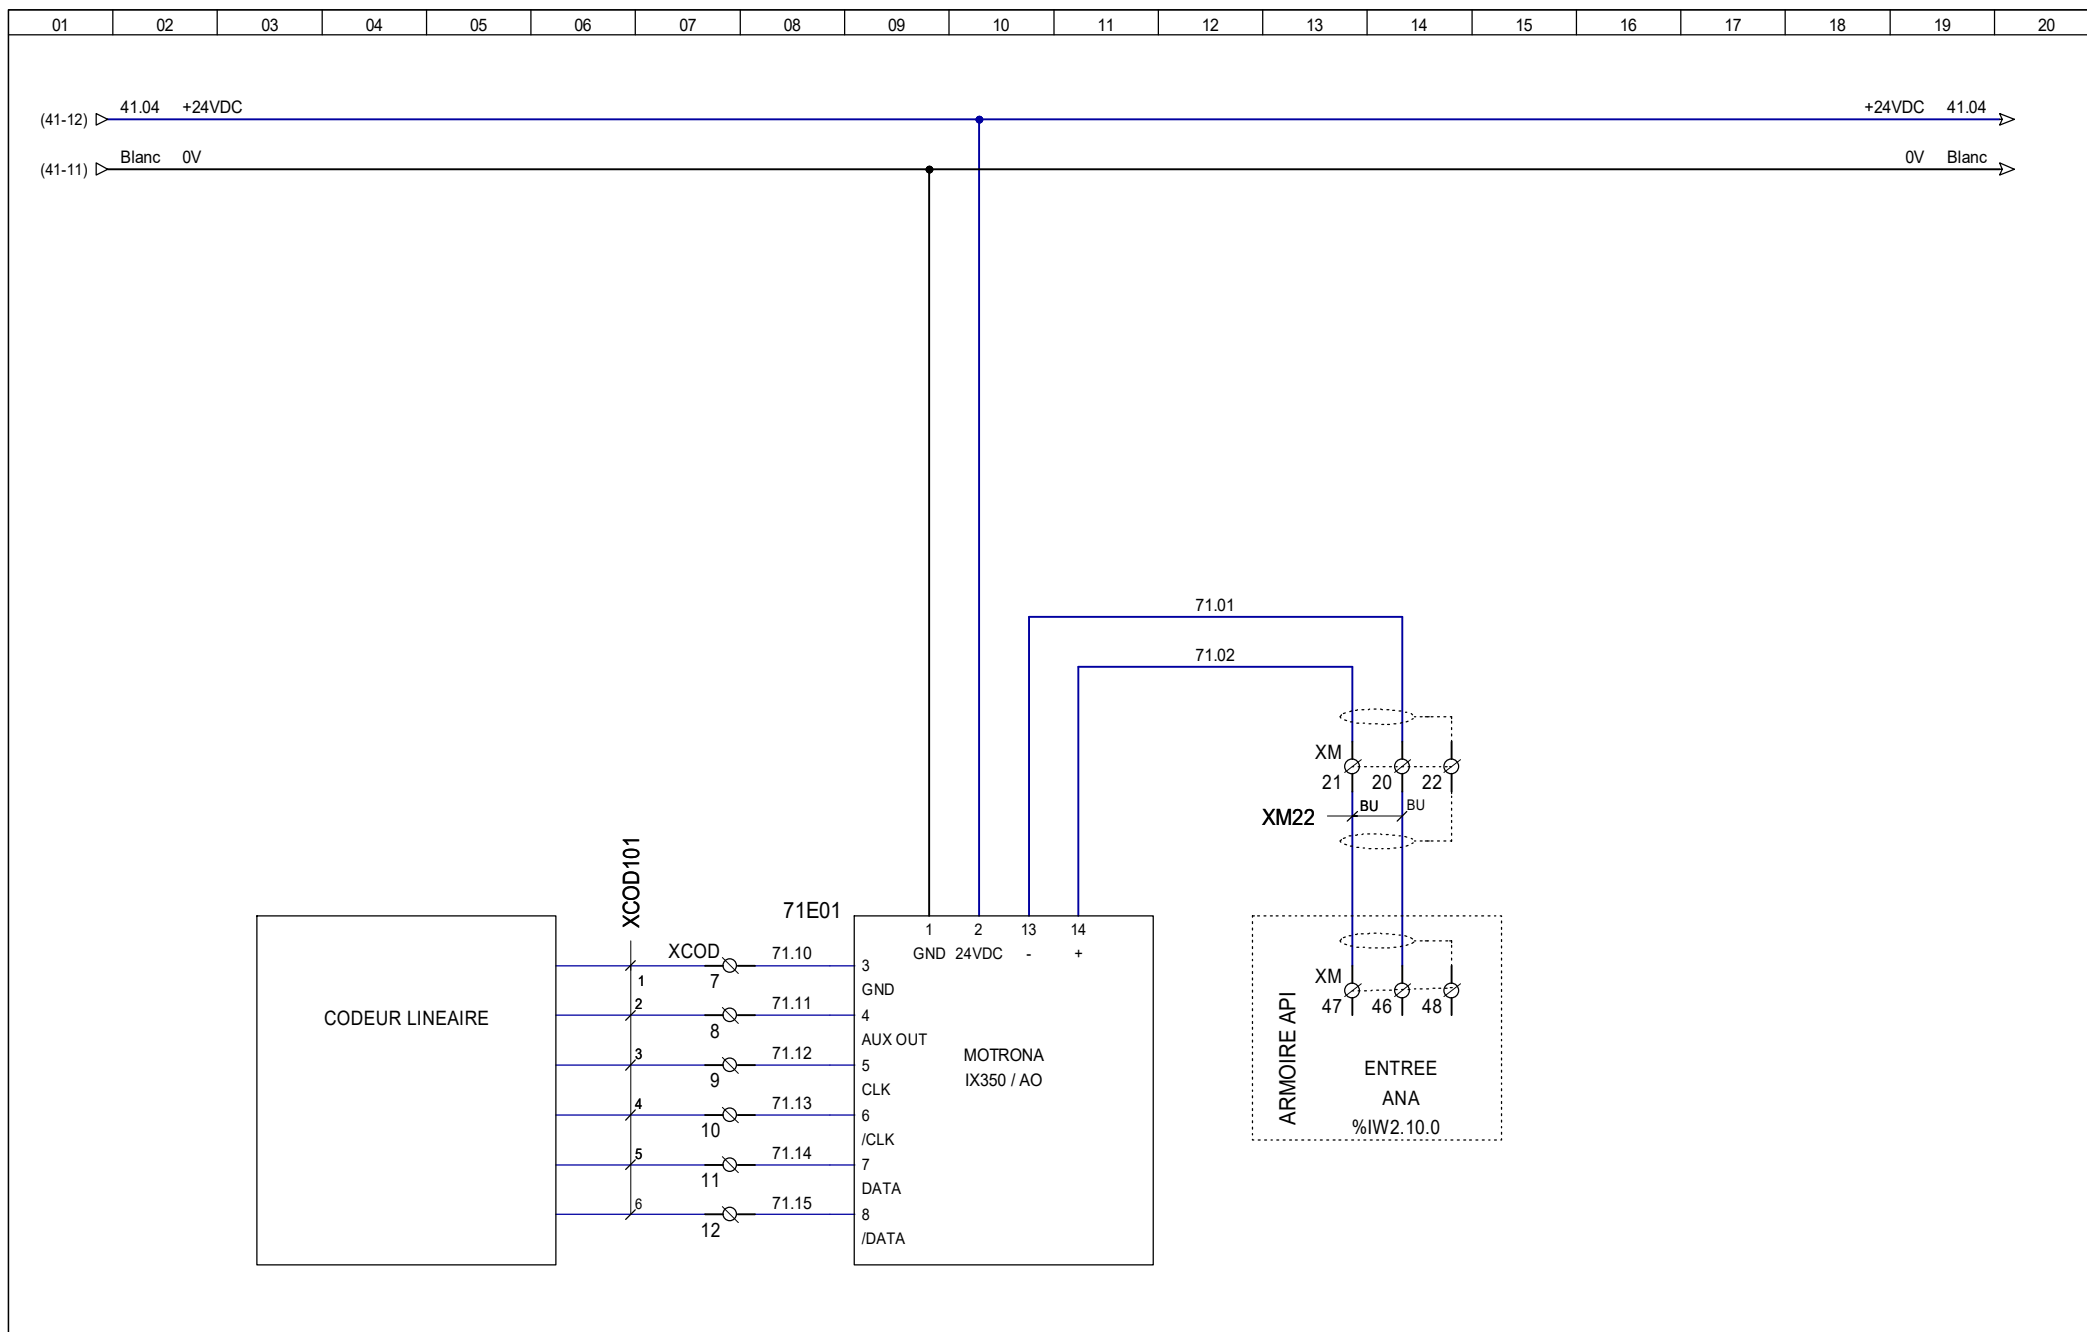 01 02 03 04 05 06 07 08 09 10 11 12 13 14 15 16 17 18 19 20
(41-12) 41.04 +24VDC +24VDC 41.04
(41-11) Blanc 0V 0V Blanc
71.01
71.02
XM
21 20 22
XM22 BU BU
XCOD101
71E01
1 2 13 14
GND 24VDC - +
XCOD 71.10 3
1 7 GND
2 71.11 4
8 AUX OUT
3 71.12 5
9 CLK
4 71.13 6
10 /CLK
5 71.14 7
11 DATA
6 71.15 8
12 /DATA
CODEUR LINEAIRE
MOTRONA
IX350 / AO
ARMOIRE API
XM
47 46 48
ENTREE
ANA
%IW2.10.0